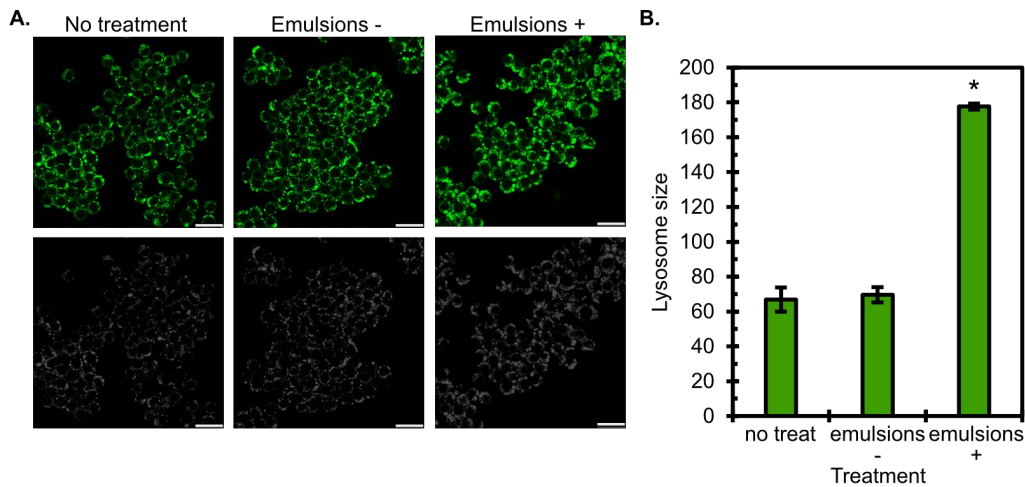 A.
No treatment
Emulsions -
Emulsions +
B.
200
180
160
140
120
100
80
60
40
20
0
Lysosome size
*
no treat
emulsions
-
emulsions
+
Treatment